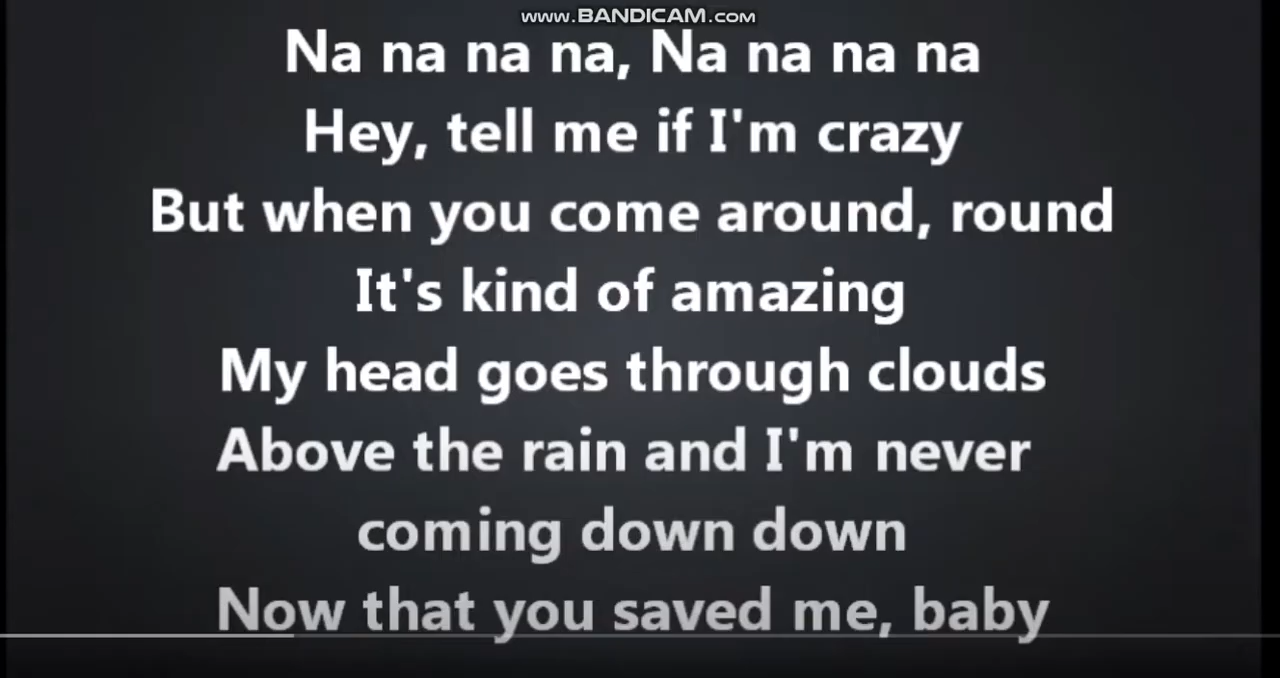 www.BANDICAM.com
Na na na na, Na na na na
Hey, tell me if I'm crazy
But when you come around, round
It's kind of amazing
My head goes through clouds
Above the rain and I'm never
coming down down
Now that you saved me, baby